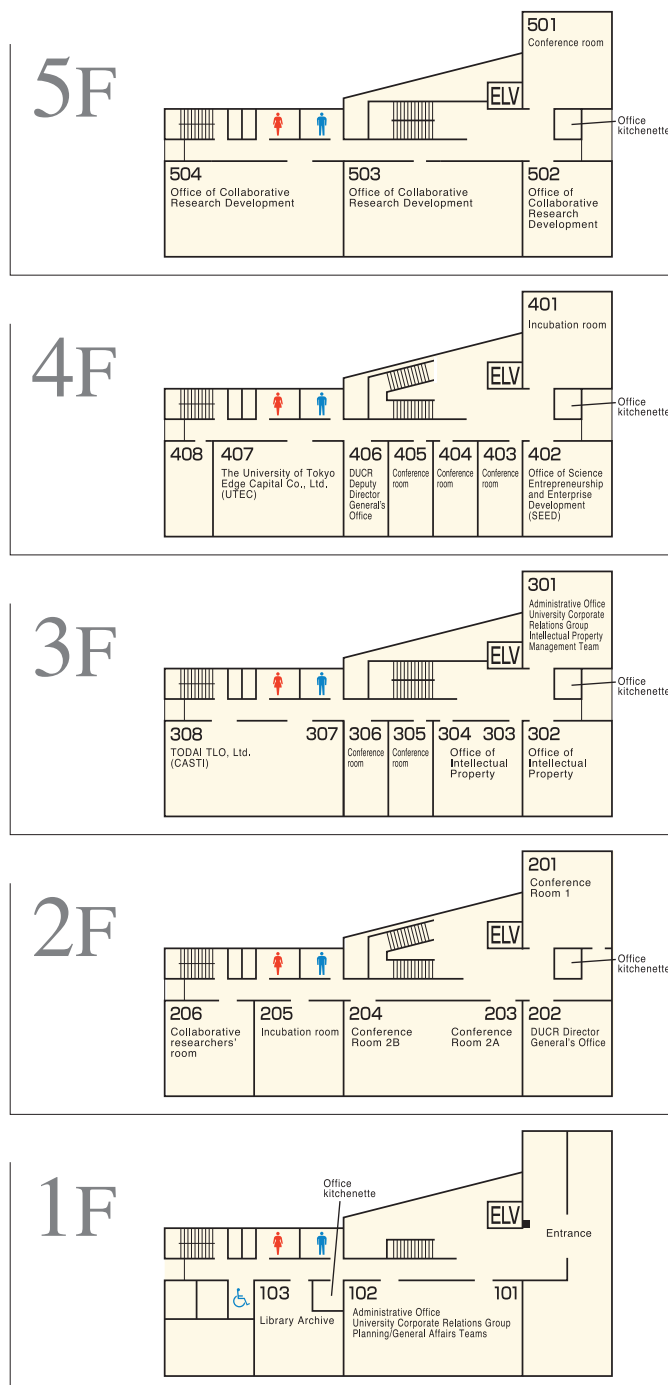 5F
501
Conference room
ELV
Office
kitchenette
504
Office of Collaborative
Research Development
503
Office of Collaborative
Research Development
502
Office of
Collaborative
Research
Development
4F
401
Incubation room
ELV
Office
kitchenette
408
407
The University of Tokyo
Edge Capital Co., Ltd.
(UTEC)
406
DUCR
Deputy
Director
General's
Office
405
Conference
room
404
Conference
room
403
Conference
room
402
Office of Science
Entrepreneurship
and Enterprise
Development
(SEED)
3F
301
Administrative Office
University Corporate
Relations Group
Intellectual Property
Management Team
ELV
Office
kitchenette
308
TODAI TLO, Ltd.
(CASTI)
307
306
Conference
room
305
Conference
room
304 303
Office of
Intellectual
Property
302
Office of
Intellectual
Property
2F
201
Conference
Room 1
ELV
Office
kitchenette
206
Collaborative
researchers'
room
205
Incubation room
204
Conference
Room 2B
203
Conference
Room 2A
202
DUCR Director
General's Office
1F
Office
kitchenette
ELV
Entrance
103
Library Archive
102 101
Administrative Office
University Corporate Relations Group
Planning/General Affairs Teams